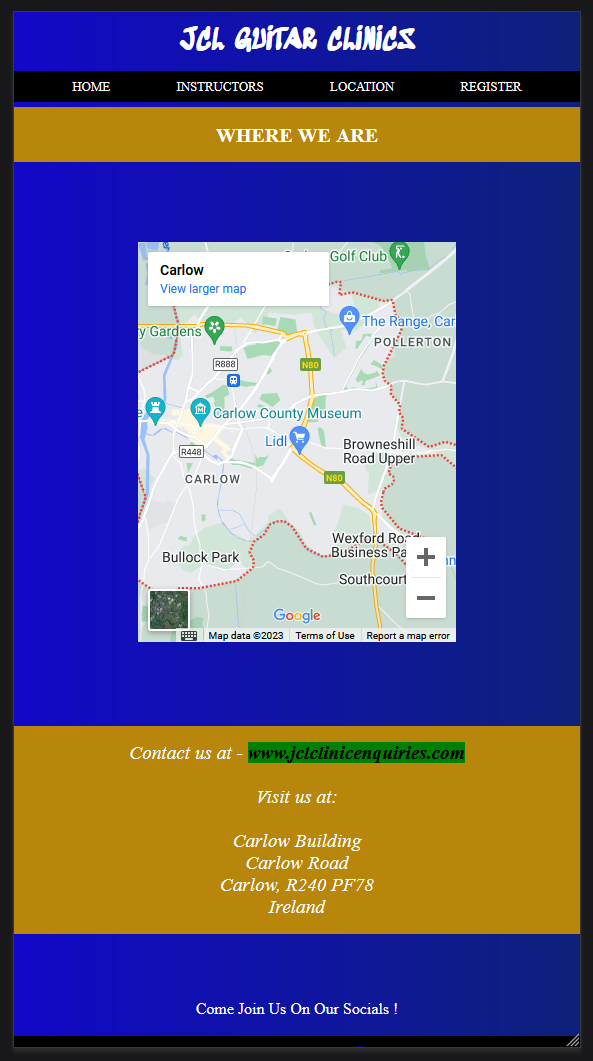 JCL GUITAR CLINICS
HOME INSTRUCTORS LOCATION REGISTER
WHERE WE ARE
Carlow
View larger map
Golf Club
y Gardens
The Range, Car
POLLERTON
R888
N80
Carlow County Museum
Lidl
Browneshill
Road Upper
R448
N80
CARLOW
Wexford Road
Business Pa
Bullock Park
Southcourt
Google
Map data ©2023 Terms of Use Report a map error
Contact us at - www.jclclinicenquiries.com
Visit us at:
Carlow Building
Carlow Road
Carlow, R240 PF78
Ireland
Come Join Us On Our Socials !